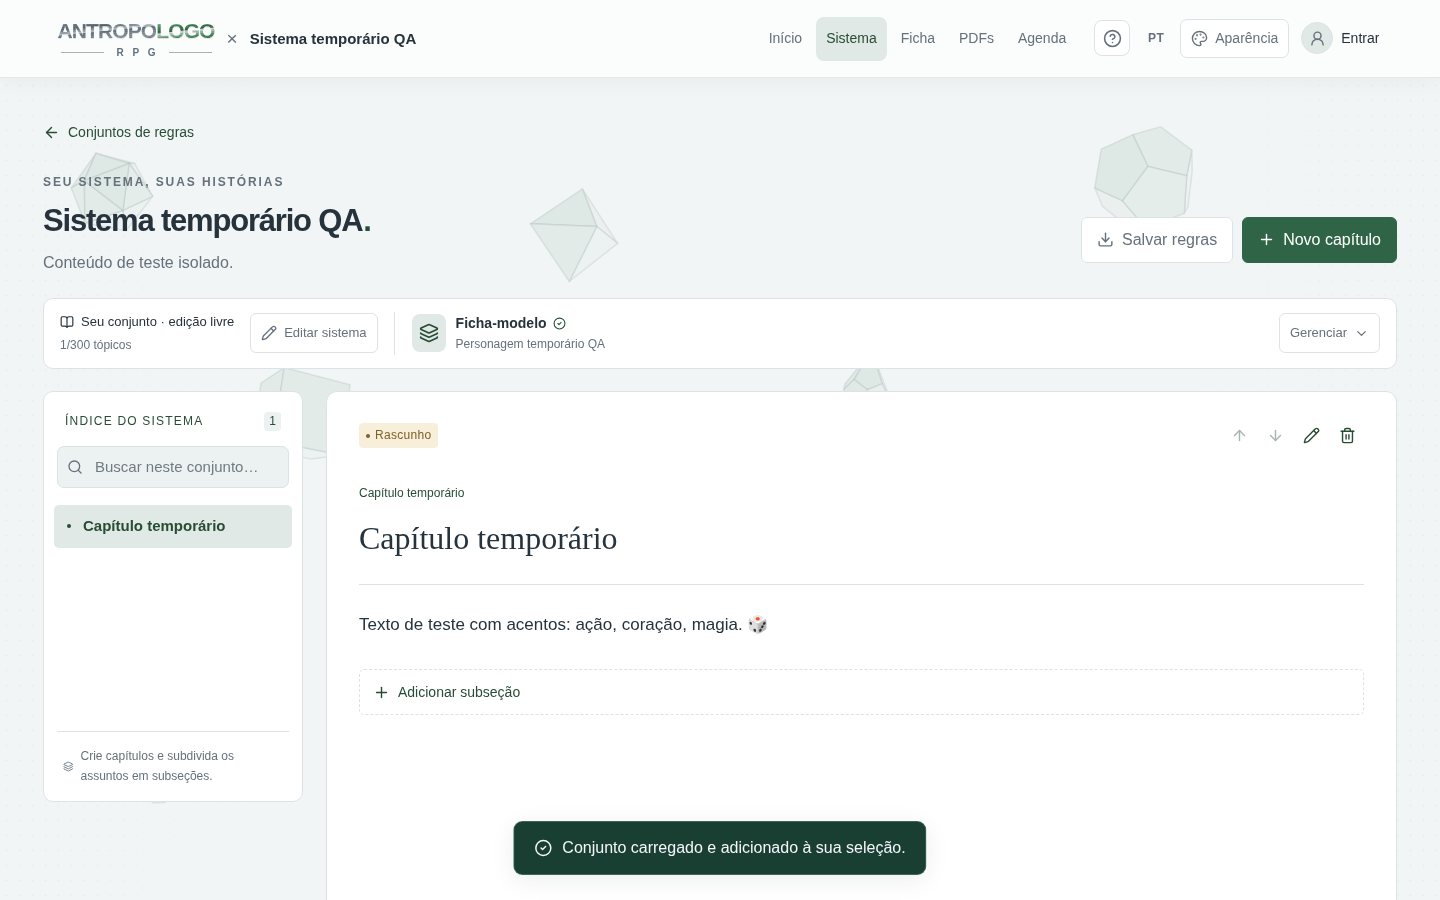 ANTROPOLOGO
RPG
Sistema temporário QA
Início
Sistema
Ficha
PDFs
Agenda
PT
Aparência
Entrar
Conjuntos de regras
SEU SISTEMA, SUAS HISTÓRIAS
Sistema temporário QA.
Conteúdo de teste isolado.
Salvar regras
Novo capítulo
Seu conjunto · edição livre
1/300 tópicos
Editar sistema
Ficha-modelo
Personagem temporário QA
Gerenciar
ÍNDICE DO SISTEMA
1
Buscar neste conjunto…
Capítulo temporário
Crie capítulos e subdivida os
assuntos em subseções.
Rascunho
Capítulo temporário
Capítulo temporário
Texto de teste com acentos: ação, coração, magia. 🎲
Adicionar subseção
Conjunto carregado e adicionado à sua seleção.